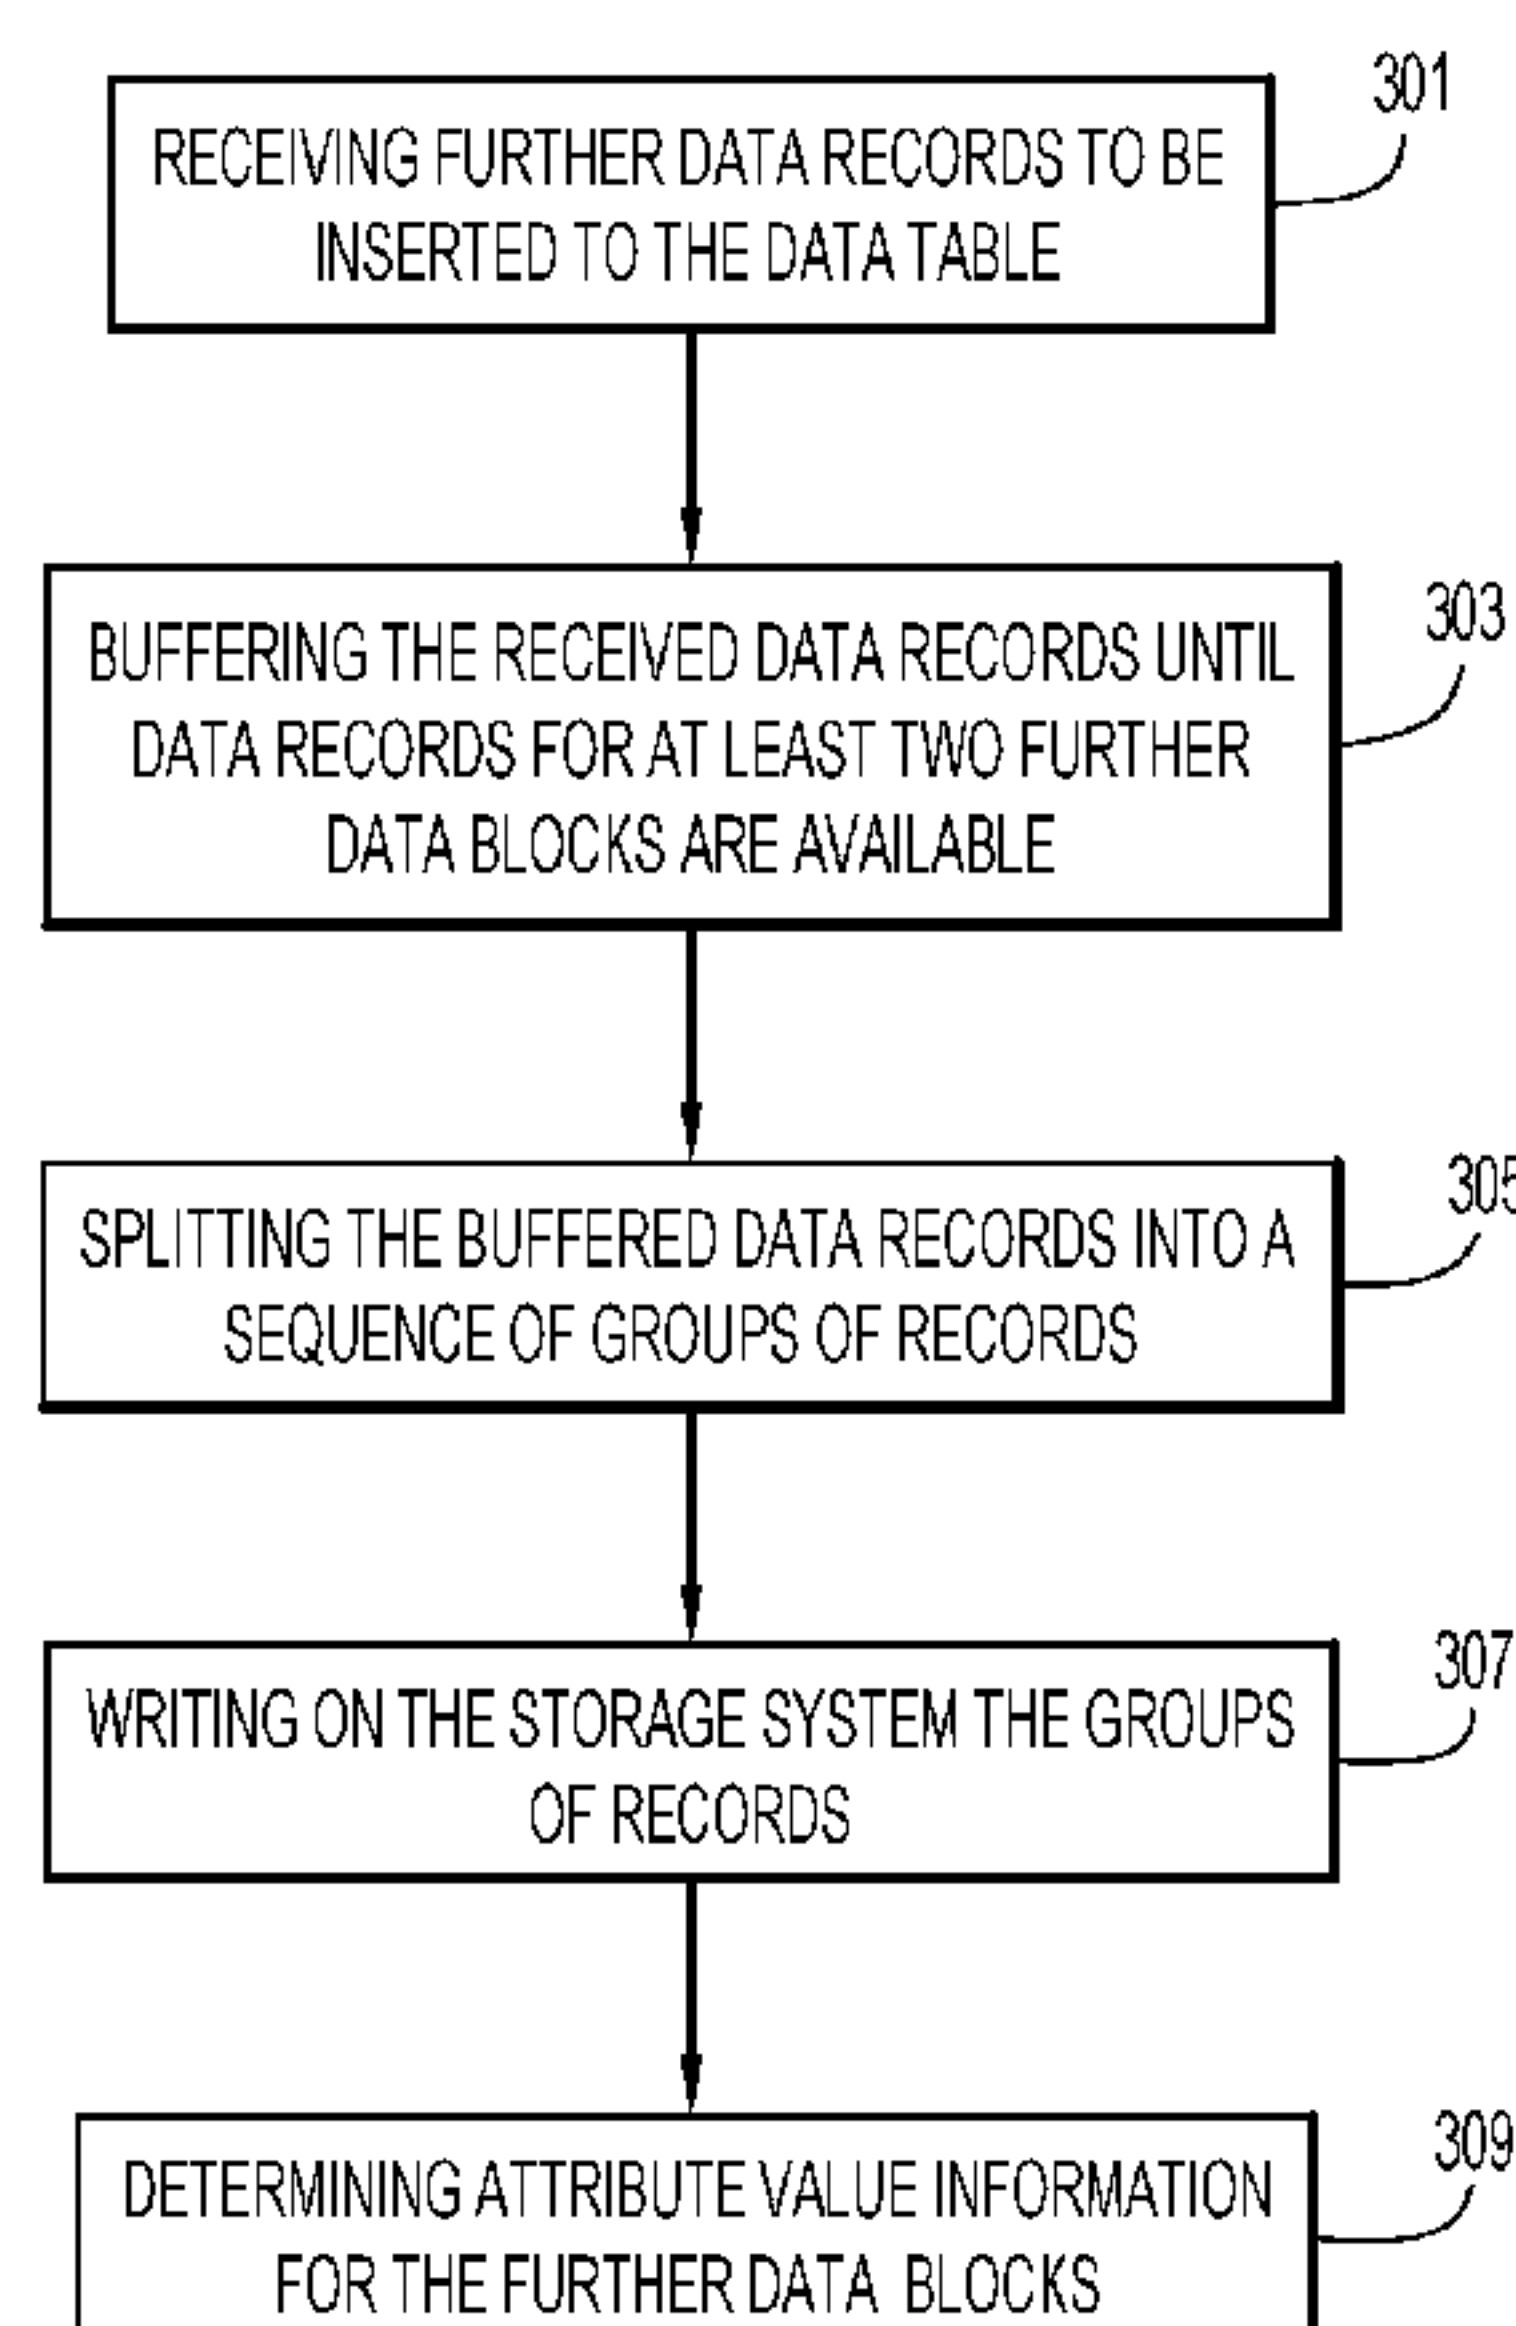 301
RECEIVING FURTHER DATA RECORDS TO BE
INSERTED TO THE DATA TABLE
303
BUFFERING THE RECEIVED DATA RECORDS UNTIL
DATA RECORDS FOR AT LEAST TWO FURTHER
DATA BLOCKS ARE AVAILABLE
305
SPLITTING THE BUFFERED DATA RECORDS INTO A
SEQUENCE OF GROUPS OF RECORDS
307
WRITING ON THE STORAGE SYSTEM THE GROUPS
OF RECORDS
309
DETERMINING ATTRIBUTE VALUE INFORMATION
FOR THE FURTHER DATA BLOCKS